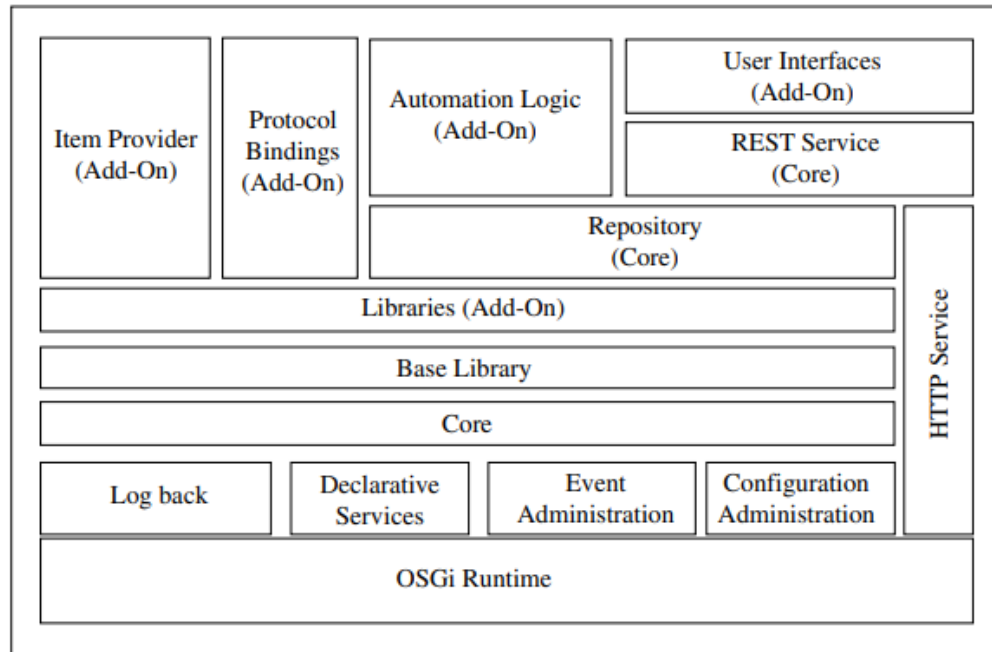 Item Provider
(Add-On)
Protocol
Bindings
(Add-On)
Automation Logic
(Add-On)
User Interfaces
(Add-On)
REST Service
(Core)
Repository
(Core)
HTTP Service
Libraries (Add-On)
Base Library
Core
Log back
Declarative
Services
Event
Administration
Configuration
Administration
OSGi Runtime